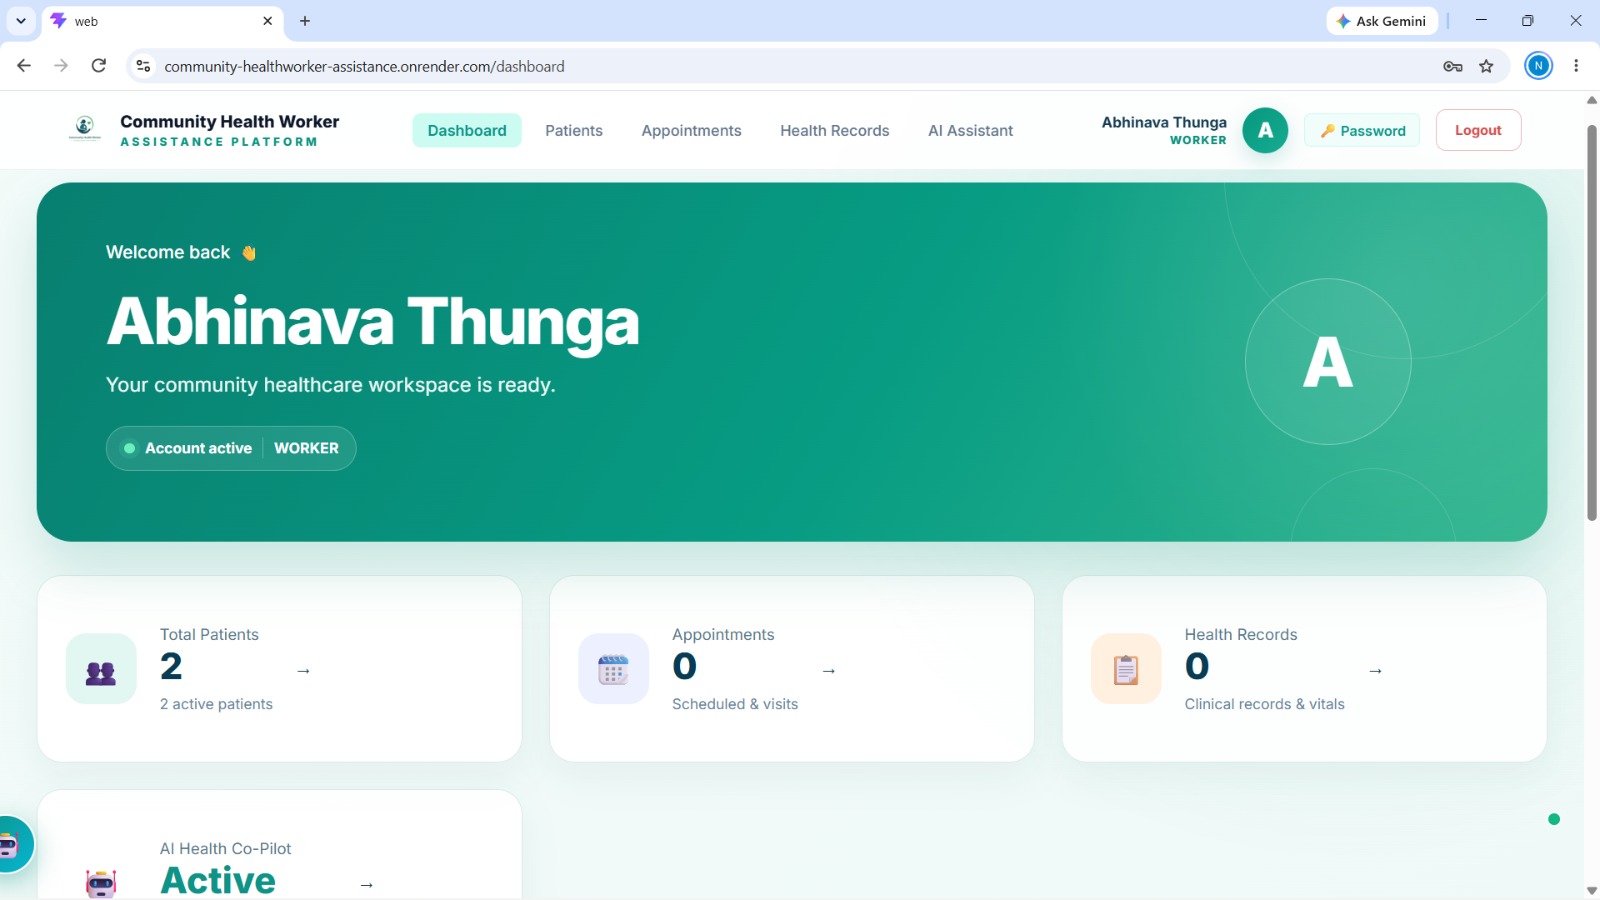 web
Ask Gemini
community-healthworker-assistance.onrender.com/dashboard
N
Community Health Worker
ASSISTANCE PLATFORM
Dashboard
Patients
Appointments
Health Records
AI Assistant
Abhinava Thunga
WORKER
A
Password
Logout
Welcome back 👋
Abhinava Thunga
Your community healthcare workspace is ready.
Account active
WORKER
A
Total Patients
2
→
2 active patients
Appointments
0
→
Scheduled & visits
Health Records
0
→
Clinical records & vitals
AI Health Co-Pilot
Active
→